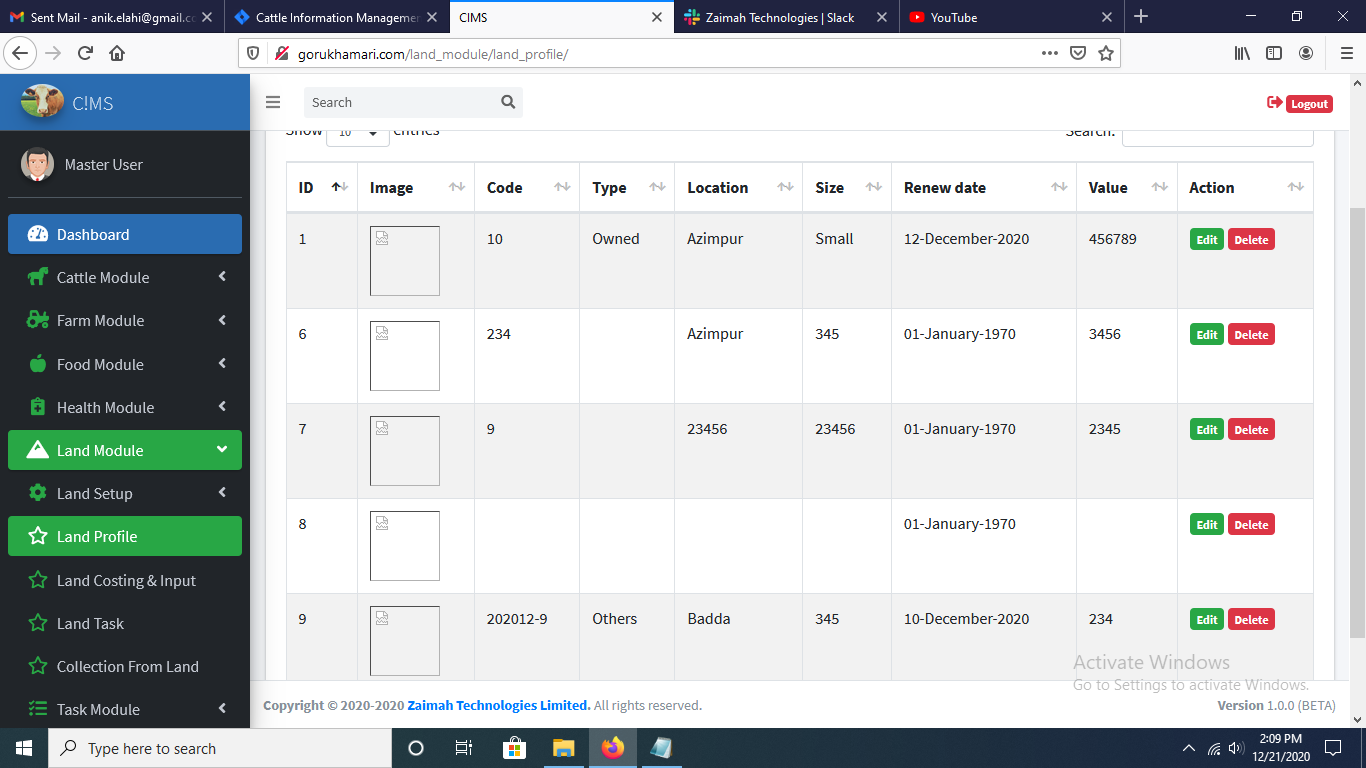 Sent Mail - anik.elahi@gmail.co
Cattle Information Managemen
CIMS
Zaimah Technologies | Slack
YouTube
gorukhamari.com/land_module/land_profile/
C!MS
Search
Logout
Master User
Show 10 entries
Search:
ID Image Code Type Location Size Renew date Value Action
1 10 Owned Azimpur Small 12-December-2020 456789 Edit Delete
6 234 Azimpur 345 01-January-1970 3456 Edit Delete
7 9 23456 23456 01-January-1970 2345 Edit Delete
8 01-January-1970 Edit Delete
9 202012-9 Others Badda 345 10-December-2020 234 Edit Delete
Dashboard
Cattle Module
Farm Module
Food Module
Health Module
Land Module
Land Setup
Land Profile
Land Costing & Input
Land Task
Collection From Land
Task Module
Activate Windows
Go to Settings to activate Windows.
Copyright © 2020-2020 Zaimah Technologies Limited. All rights reserved.
Version 1.0.0 (BETA)
Type here to search
2:09 PM
12/21/2020